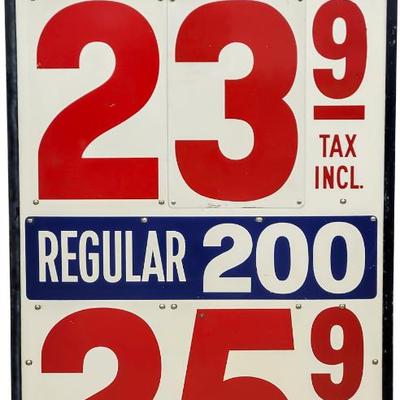 23 9
TAX
INCL.
REGULAR 200
25 9